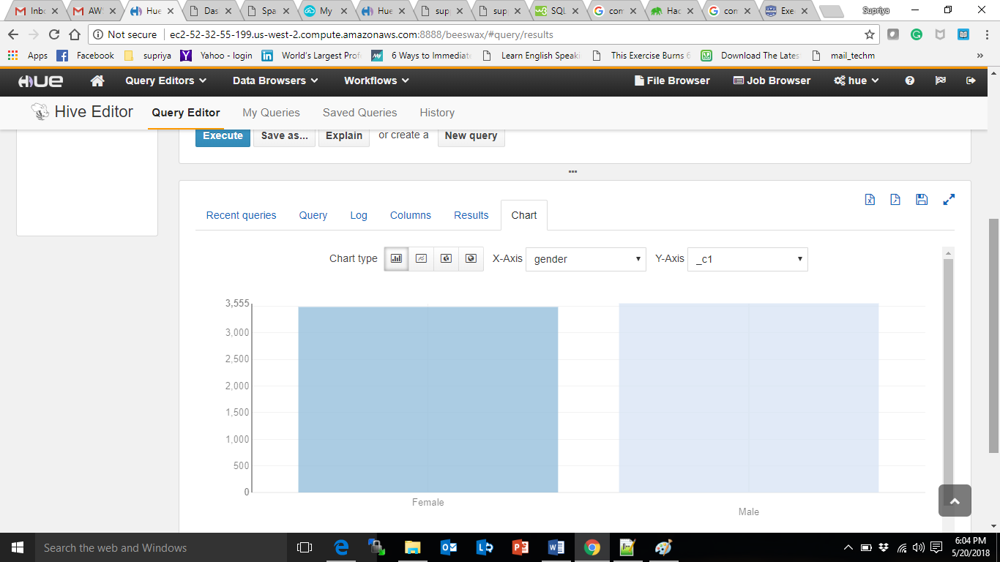 Inbo AWS Hue Das Spa My Hue sup sup SQL com Hac con Exe Supriya
Not secure ec2-52-32-55-199.us-west-2.compute.amazonaws.com:8888/beeswax/#query/results
Apps Facebook supriya Yahoo - login World's Largest Prof 6 Ways to Immediate Learn English Speaki This Exercise Burns 6 Download The Lates mail_techm »
HUE Query Editors Data Browsers Workflows File Browser Job Browser hue
Hive Editor Query Editor My Queries Saved Queries History
Execute Save as... Explain or create a New query
Recent queries Query Log Columns Results Chart
Chart type X-Axis gender Y-Axis _c1
3,555
3,000
2,500
2,000
1,500
1,000
500
0
Female
Male
Search the web and Windows
6:04 PM
5/20/2018